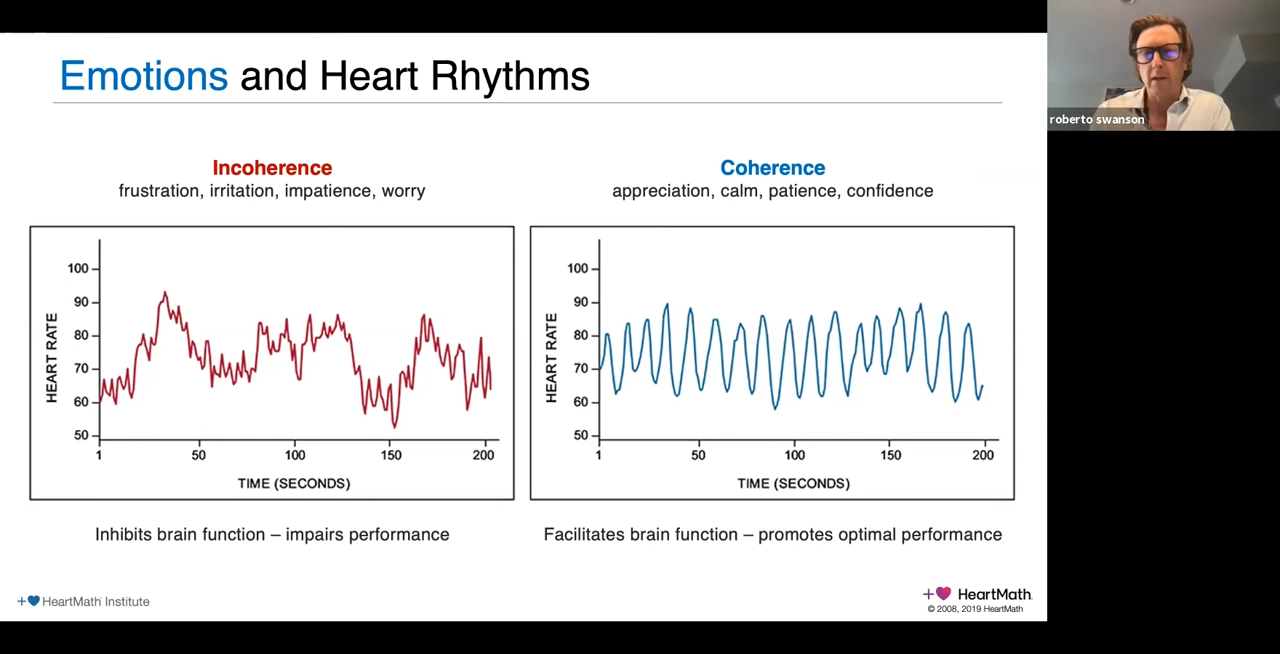 Emotions and Heart Rhythms
roberto swanson
Incoherence
frustration, irritation, impatience, worry
Coherence
appreciation, calm, patience, confidence
HEART RATE
100
90
80
70
60
50
1
50
100
150
200
TIME (SECONDS)
HEART RATE
100
90
80
70
60
50
1
50
100
150
200
TIME (SECONDS)
Inhibits brain function – impairs performance
Facilitates brain function – promotes optimal performance
+ HeartMath Institute
+ HeartMath.
© 2008, 2019 HeartMath